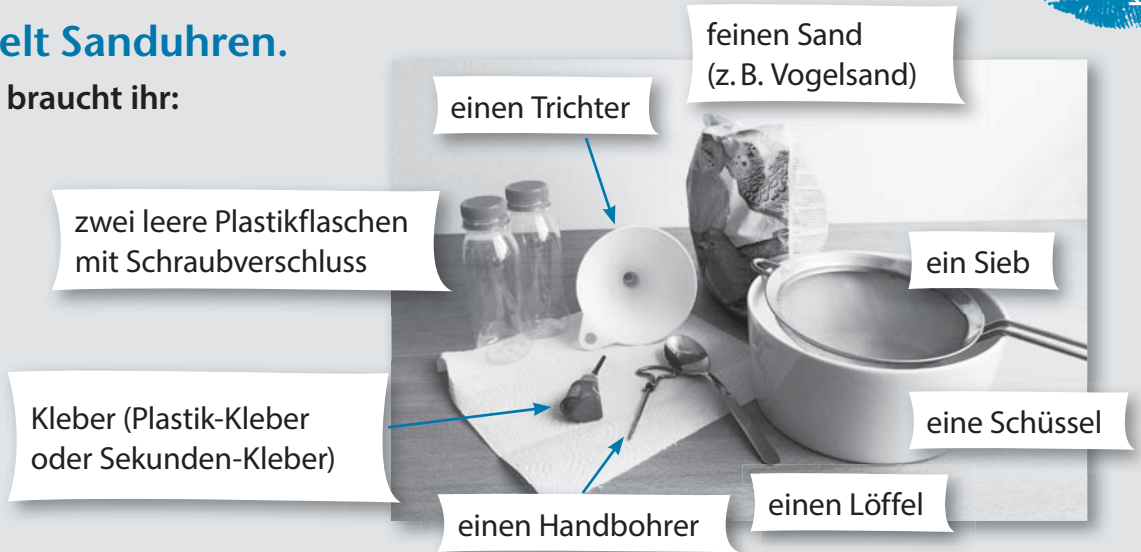 elt Sanduhren.
braucht ihr:
feinen Sand
(z. B. Vogelsand)
einen Trichter
zwei leere Plastikflaschen
mit Schraubverschluss
ein Sieb
Kleber (Plastik-Kleber
oder Sekunden-Kleber)
eine Schüssel
einen Löffel
einen Handbohrer